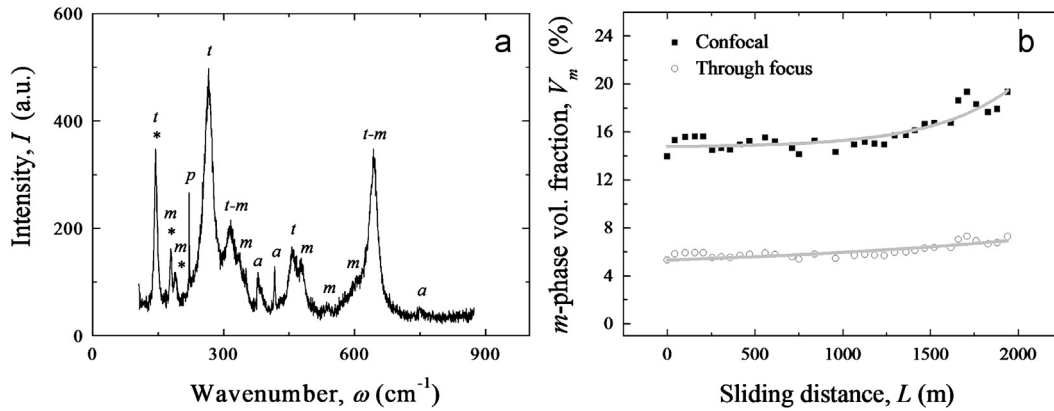 a
600
400
200
0
0
300
600
900
Intensity, I (a.u.)
Wavenumber, ω (cm⁻¹)
t
*
m
*
m
*
p
t
t-m
m
a
a
t
m
m
m
t-m
a
b
24
20
16
12
8
4
0
0
500
1000
1500
2000
m-phase vol. fraction, Vₘ (%)
Sliding distance, L (m)
Confocal
Through focus